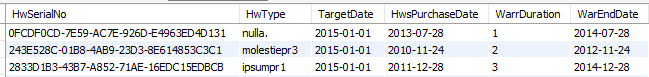 HwSerialNo HwType TargetDate HwsPurchaseDate WarrDuration WarEndDate
0FCDF0CD-7E59-AC7E-926D-E4963ED4D131 nulla. 2015-01-01 2013-07-28 1 2014-07-28
243E528C-01B8-4AB9-23D3-8E614853C3C1 molestiepr3 2015-01-01 2010-11-24 2 2012-11-24
2833D1B3-43B7-A852-71AE-16EDC15EDBCB ipsumpr1 2015-01-01 2011-12-28 3 2014-12-28